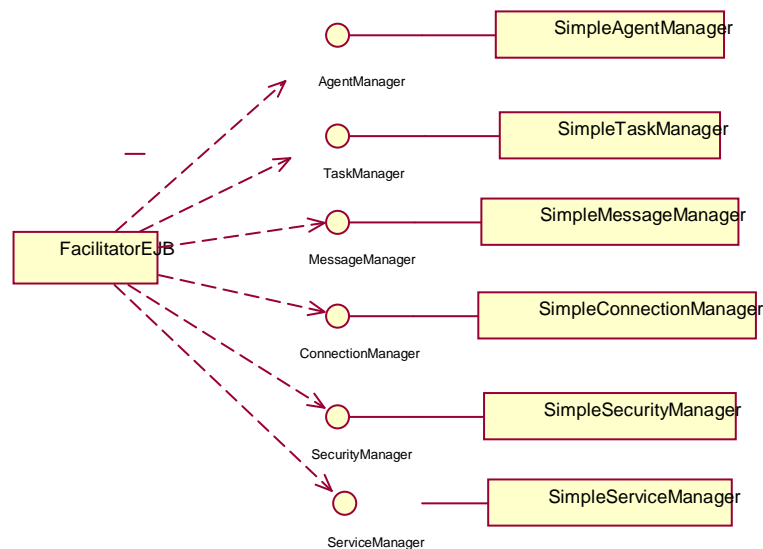 SimpleAgentManager
AgentManager
SimpleTaskManager
TaskManager
SimpleMessageManager
FacilitatorEJB
MessageManager
SimpleConnectionManager
ConnectionManager
SimpleSecurityManager
SecurityManager
SimpleServiceManager
ServiceManager